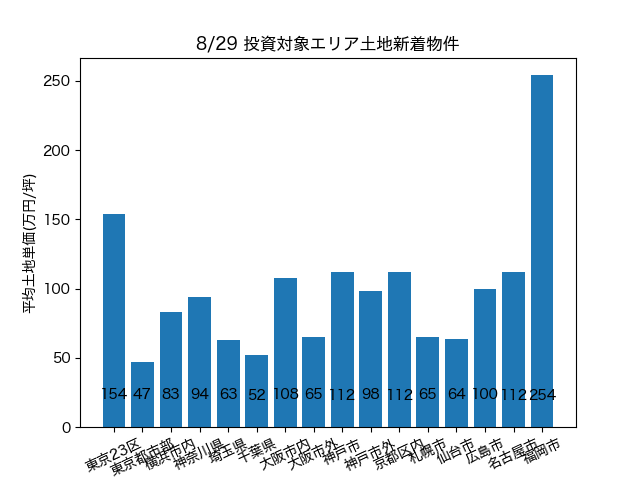 8/29 投資対象エリア土地新着物件
平均土地単価(万円/坪)
250
200
150
100
50
0
154 47 83 94 63 52 108 65 112 98 112 65 64 100 112 254
東京23区 東京都市部 横浜市内 神奈川県 埼玉県 千葉県 大阪市内 大阪市外 神戸市 神戸市外 京都区内 札幌市 仙台市 広島市 名古屋市 福岡市